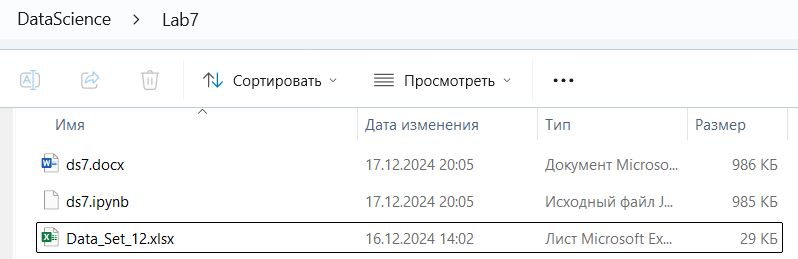 DataScience > Lab7
Сортировать Просмотреть •••
Имя Дата изменения Тип Размер
ds7.docx 17.12.2024 20:05 Документ Microso... 986 КБ
ds7.ipynb 17.12.2024 20:05 Исходный файл J... 985 КБ
Data_Set_12.xlsx 16.12.2024 14:02 Лист Microsoft Ex... 29 КБ